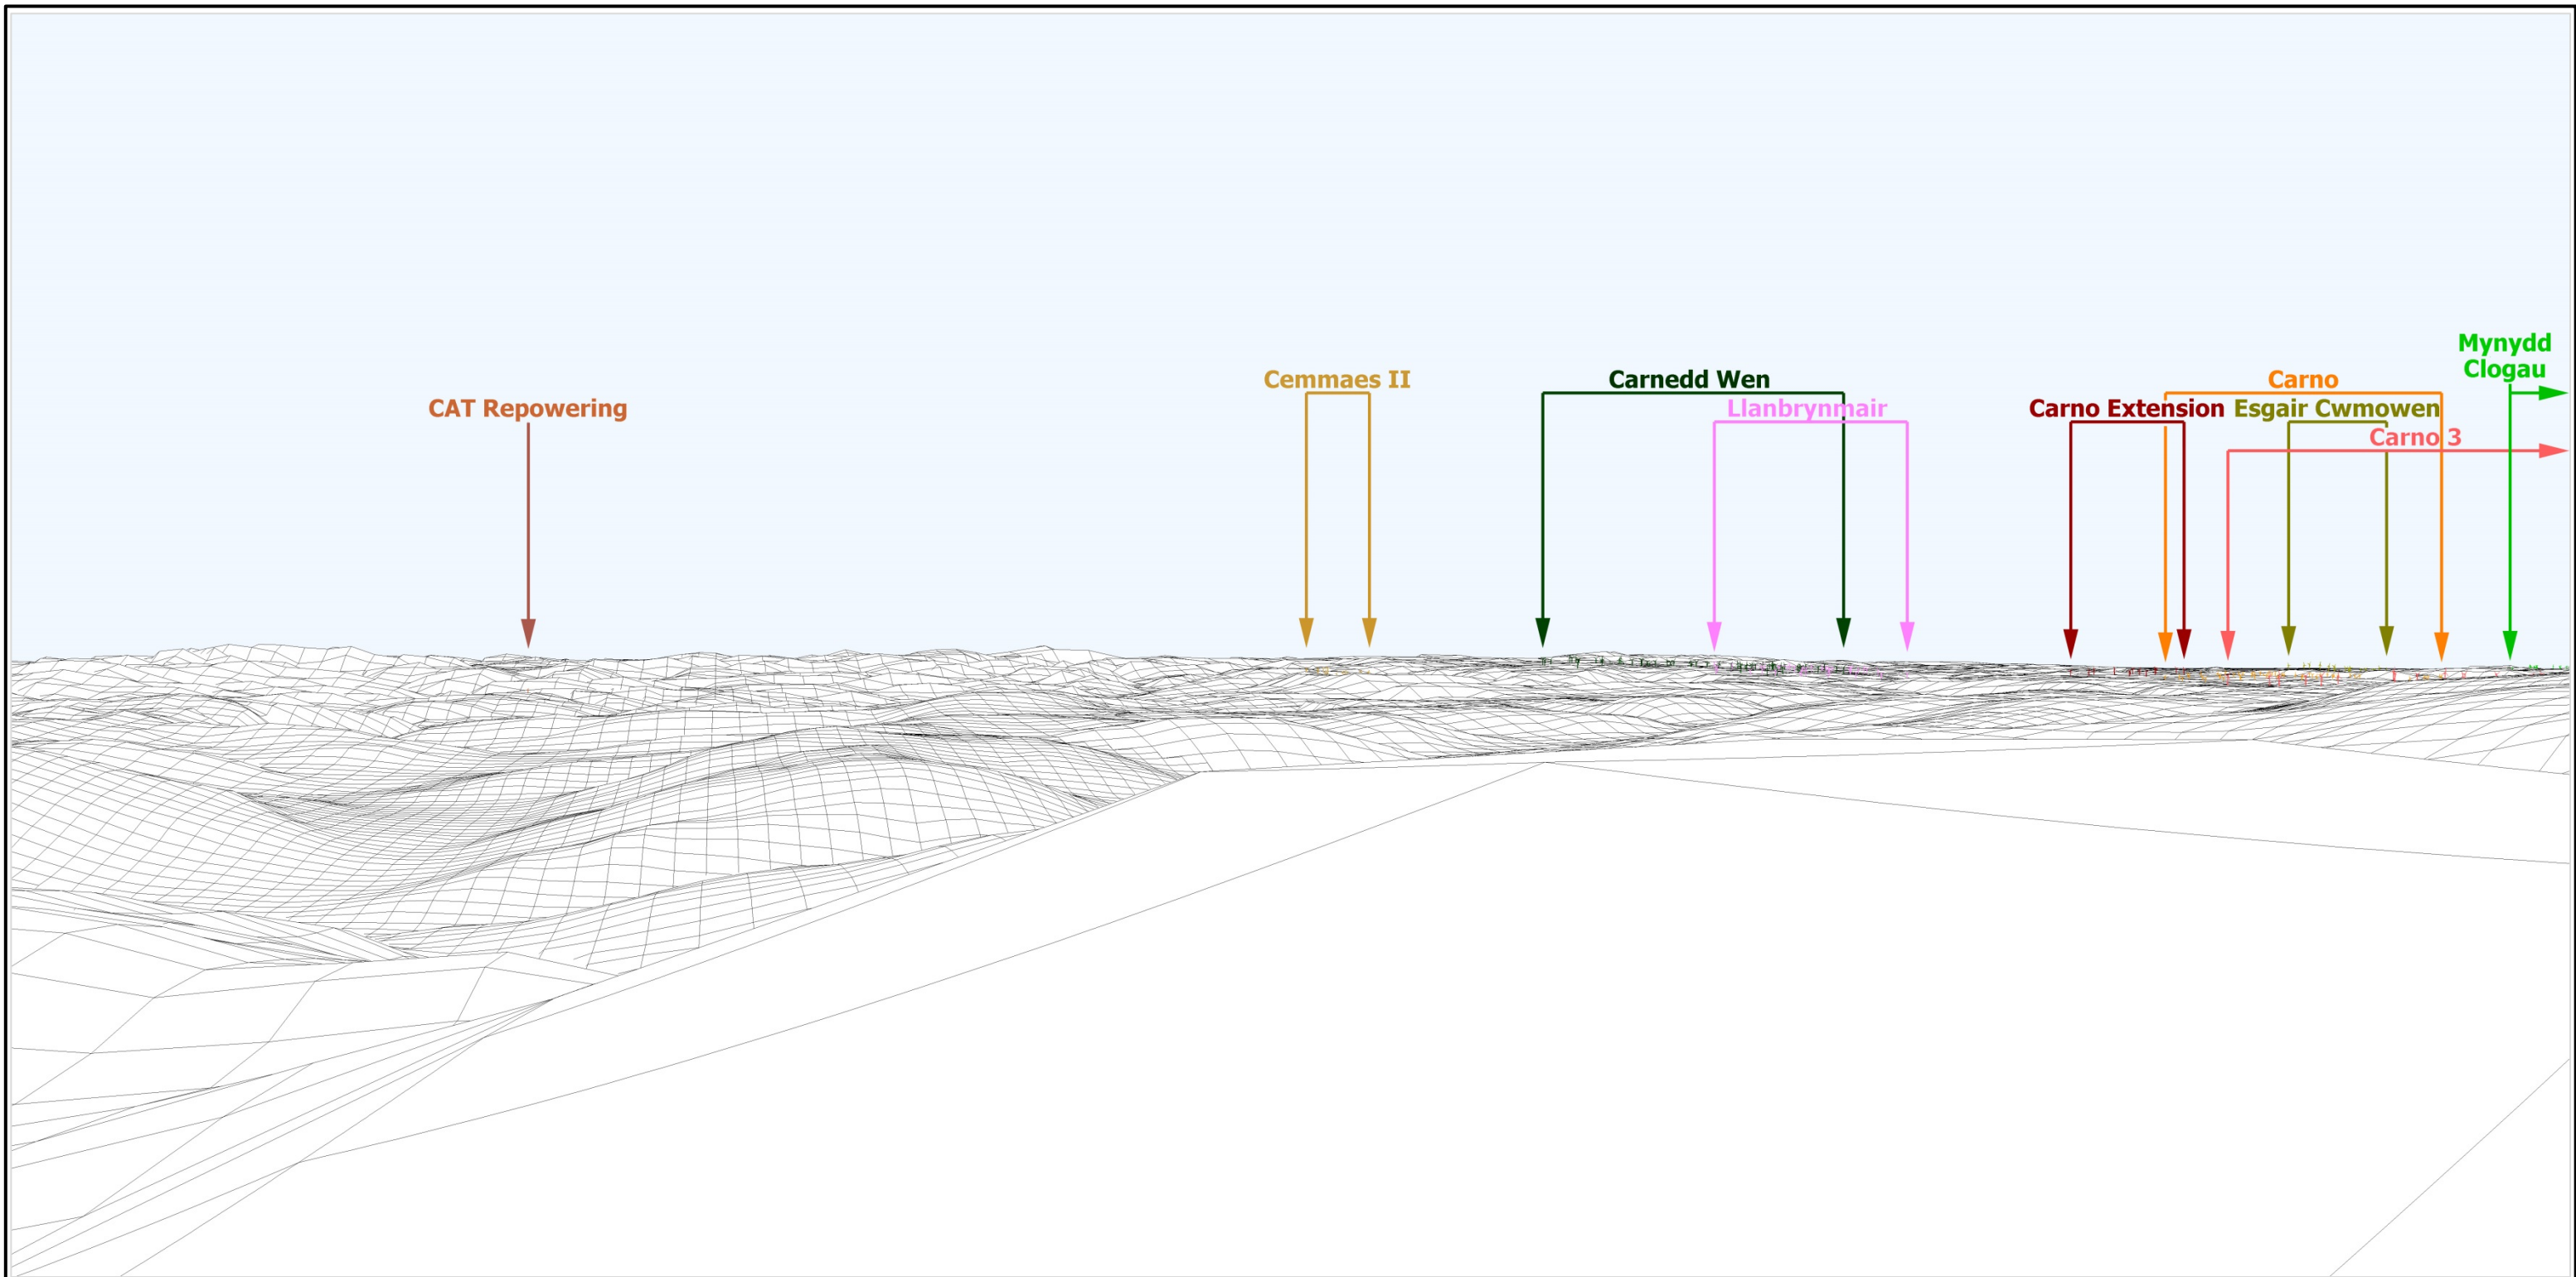 Mynydd
Clogau
Cemmaes II
Carnedd Wen
Carno
CAT Repowering
Llanbrynmair
Carno Extension
Esgair Cwmowen
Carno 3